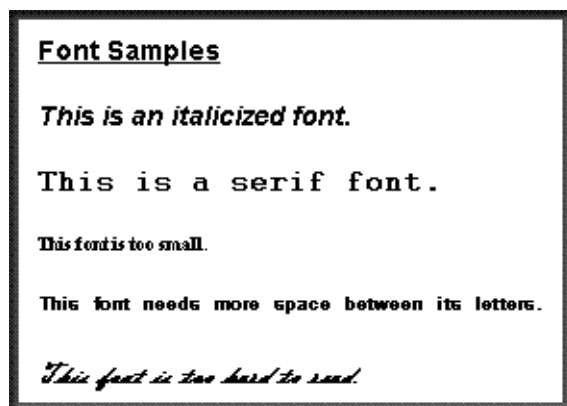 Font Samples
This is an italicized font.
This is a serif font.
This font is too small.
This font needs more space between its letters.
This font is too hard to read.